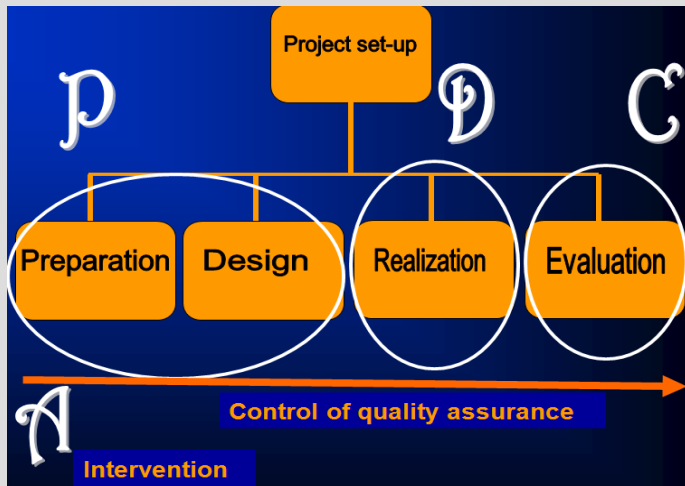 Project set-up
P
D
C
Preparation
Design
Realization
Evaluation
Control of quality assurance
A
Intervention